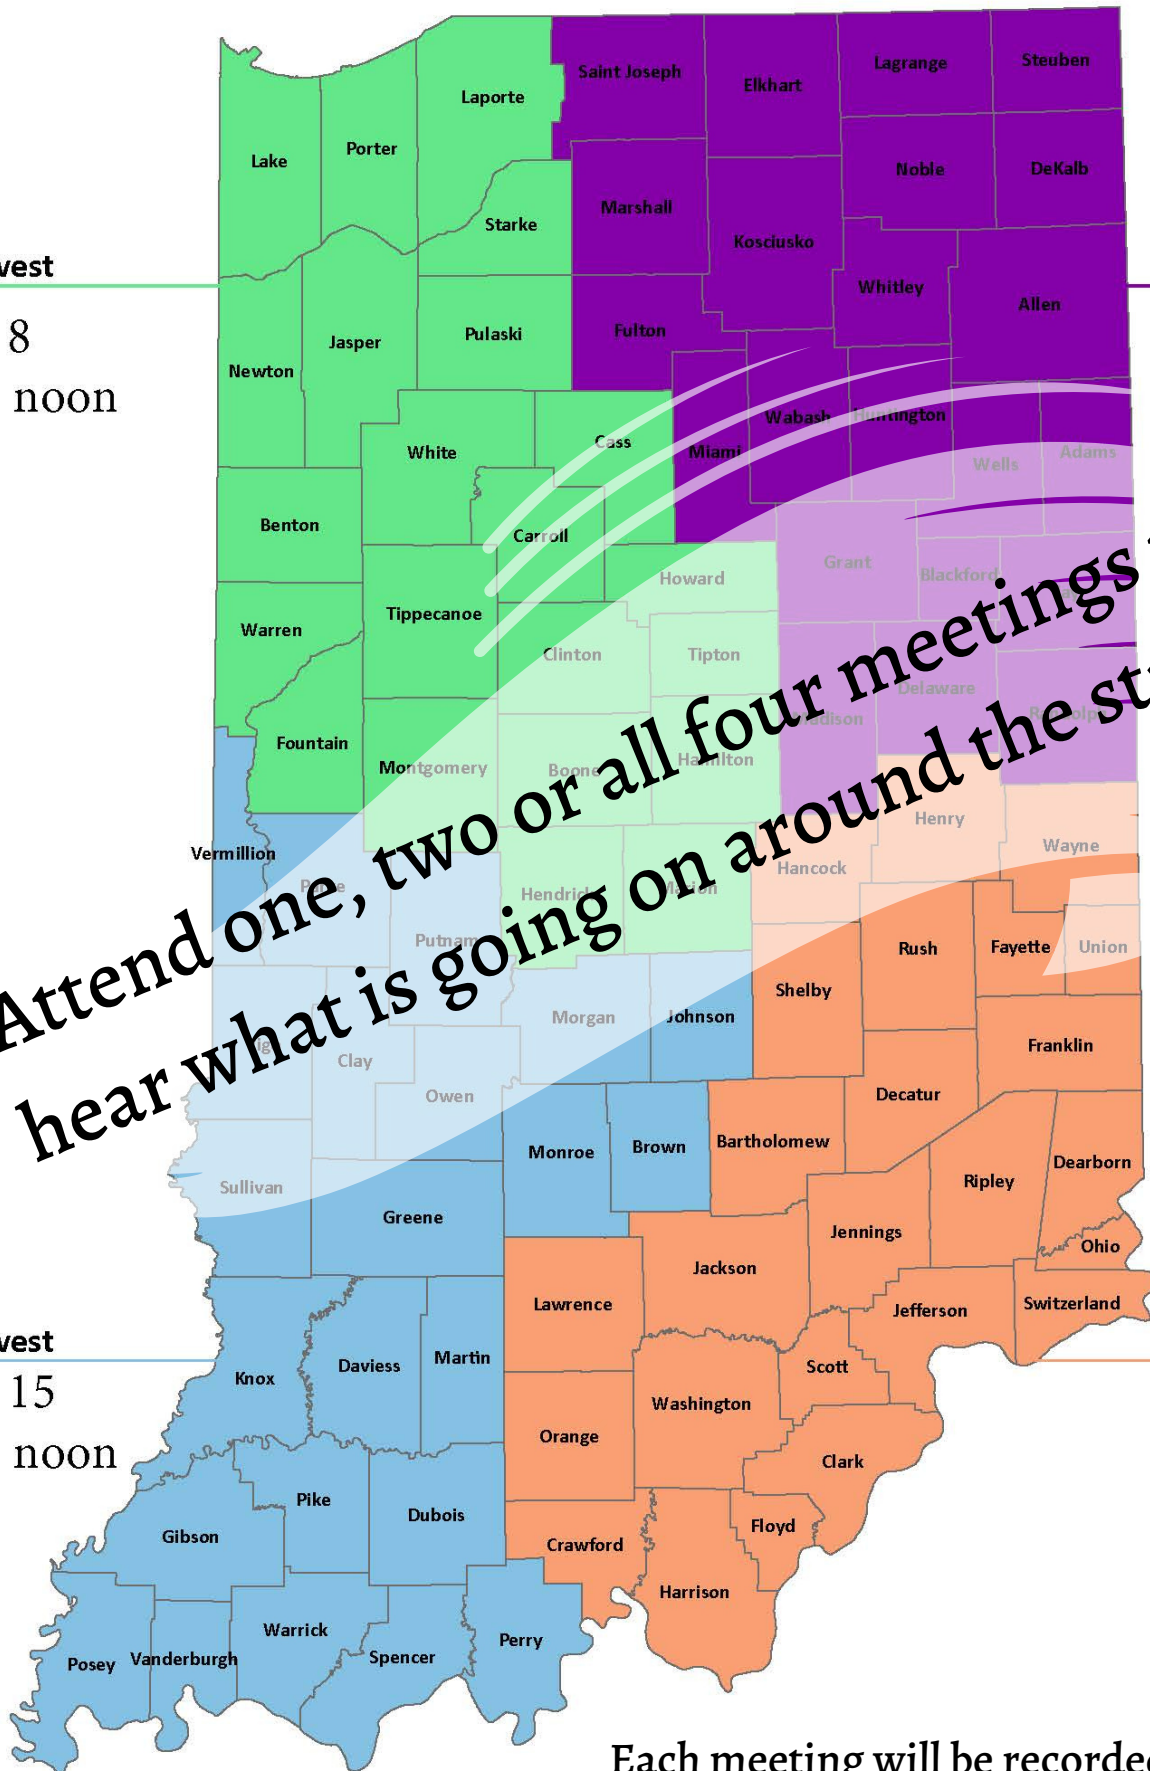 Saint Joseph
Elkhart
Lagrange
Steuben
Laporte
Lake
Porter
Noble
DeKalb
Marshall
Starke
Kosciusko
vest
Whitley
Allen
8
Fulton
Pulaski
Jasper
Newton
noon
Wabash
Huntington
Cass
White
Miami
Wells
Adams
Benton
Carroll
Grant
Blackford
Howard
Tippecanoe
Warren
Clinton
Tipton
Delaware
Madison
Randolph
Fountain
Montgomery
Boone
Hamilton
Henry
Wayne
Vermillion
Hancock
Parke
Hendricks
Marion
Putnam
Rush
Fayette
Union
Attend one, two or all four meetings
hear what is going on around the st
Shelby
Morgan
Johnson
Franklin
Clay
Owen
Decatur
Monroe
Brown
Bartholomew
Dearborn
Ripley
Sullivan
Greene
Jennings
Ohio
Jackson
Lawrence
Jefferson
Switzerland
vest
Martin
Daviess
Scott
Knox
15
Washington
Orange
noon
Clark
Pike
Dubois
Floyd
Gibson
Crawford
Harrison
Warrick
Perry
Spencer
Vanderburgh
Posey
Each meeting will be recorded